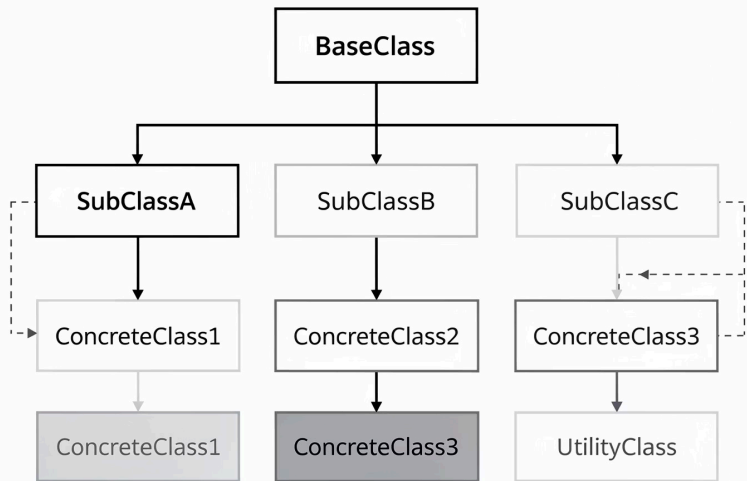 BaseClass
SubClassA
SubClassB
SubClassC
ConcreteClass1
ConcreteClass2
ConcreteClass3
ConcreteClass1
ConcreteClass3
UtilityClass